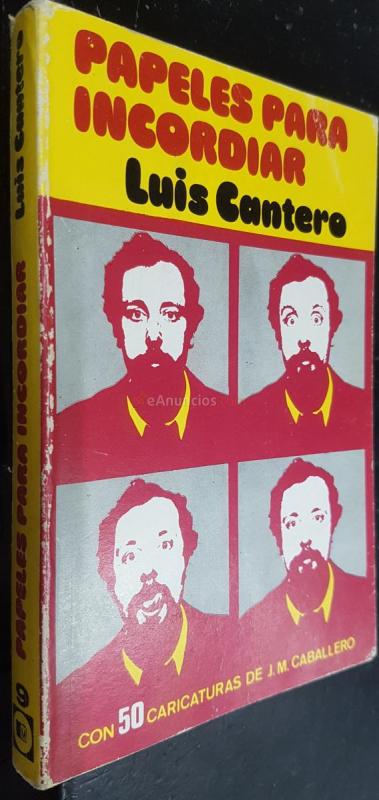 PAPELES PARA
INCORDIAR
Luis Cantero
eAnuncios
CON 50 CARICATURAS DE J. M. CABALLERO
9 PAPELES PARA INCORDIAR Luis Cantero